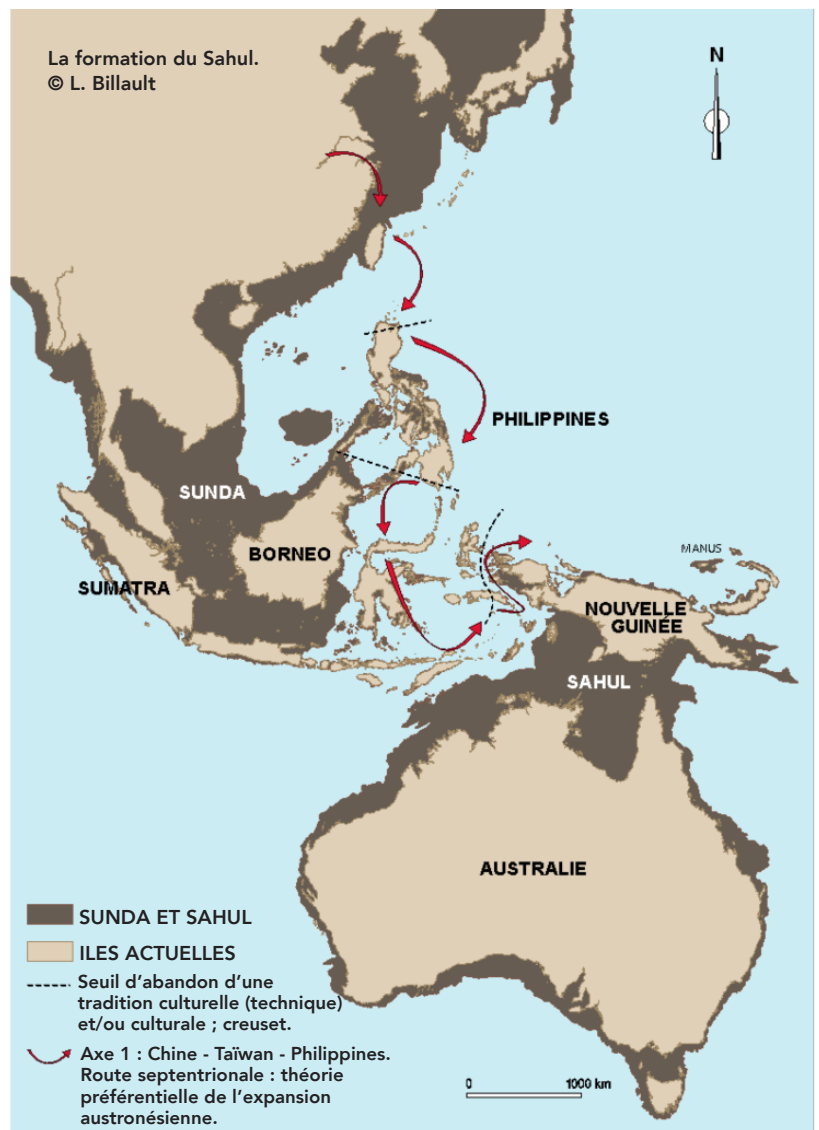 La formation du Sahul.
© L. Billault
N
PHILIPPINES
SUNDA
BORNEO
MANUS
SUMATRA
NOUVELLE
GUINÉE
SAHUL
AUSTRALIE
SUNDA ET SAHUL
ILES ACTUELLES
Seuil d'abandon d'une
tradition culturelle (technique)
et/ou culturale ; creuset.
Axe 1 : Chine - Taïwan - Philippines.
Route septentrionale : théorie
préférentielle de l'expansion
austronésienne.
0 1000 km